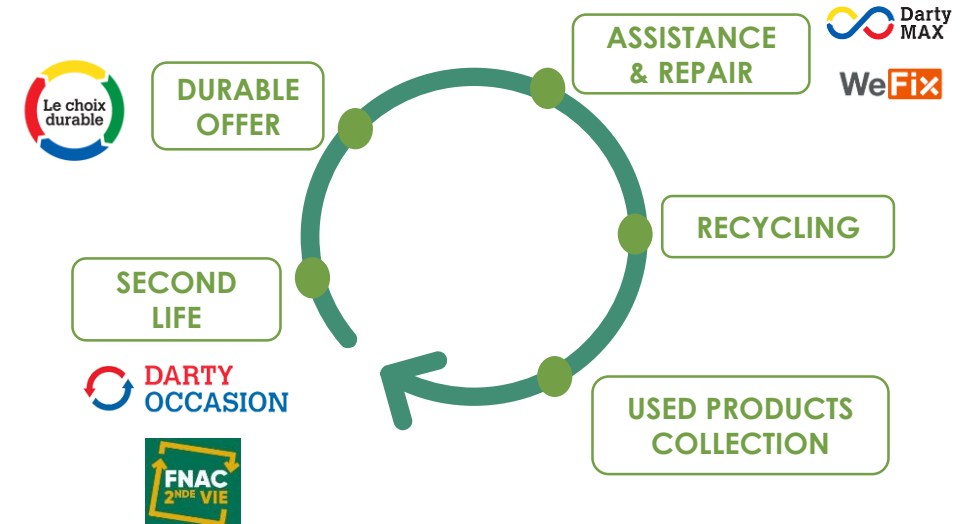 Darty
MAX
ASSISTANCE
& REPAIR
WeFix
Le choix
durable
DURABLE
OFFER
RECYCLING
SECOND
LIFE
DARTY
OCCASION
USED PRODUCTS
COLLECTION
FNAC
2NDE VIE